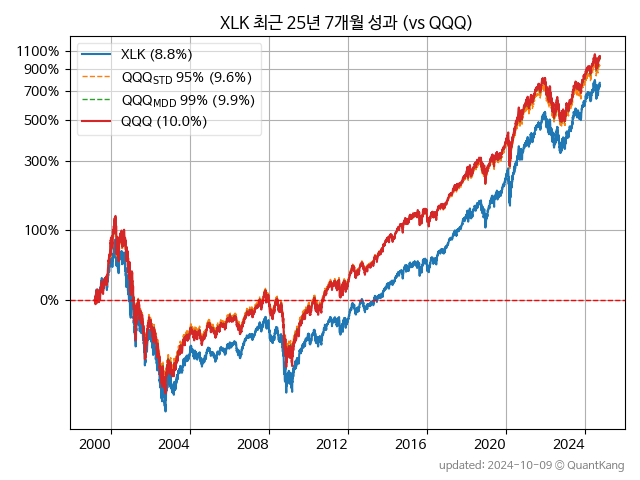 XLK 최근 25년 7개월 성과 (vs QQQ)
1100%
900%
700%
500%
300%
100%
0%
XLK (8.8%)
QQQSTD 95% (9.6%)
QQQMDD 99% (9.9%)
QQQ (10.0%)
2000 2004 2008 2012 2016 2020 2024
updated: 2024-10-09 © QuantKang